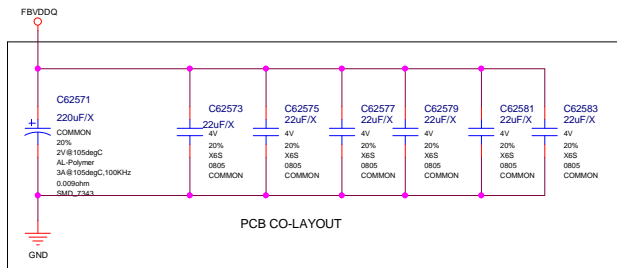 FBVDDQ
C62571
220uF/X
COMMON
20%
2V@105degC
AL-Polymer
3A@105degC,100KHz
0.009ohm
SMD_7343
C62573
22uF/X
4V
20%
X6S
0805
COMMON
C62575
22uF/X
4V
20%
X6S
0805
COMMON
C62577
22uF/X
4V
20%
X6S
0805
COMMON
C62579
22uF/X
4V
20%
X6S
0805
COMMON
C62581
22uF/X
4V
20%
X6S
0805
COMMON
C62583
22uF/X
4V
20%
X6S
0805
COMMON
PCB CO-LAYOUT
GND